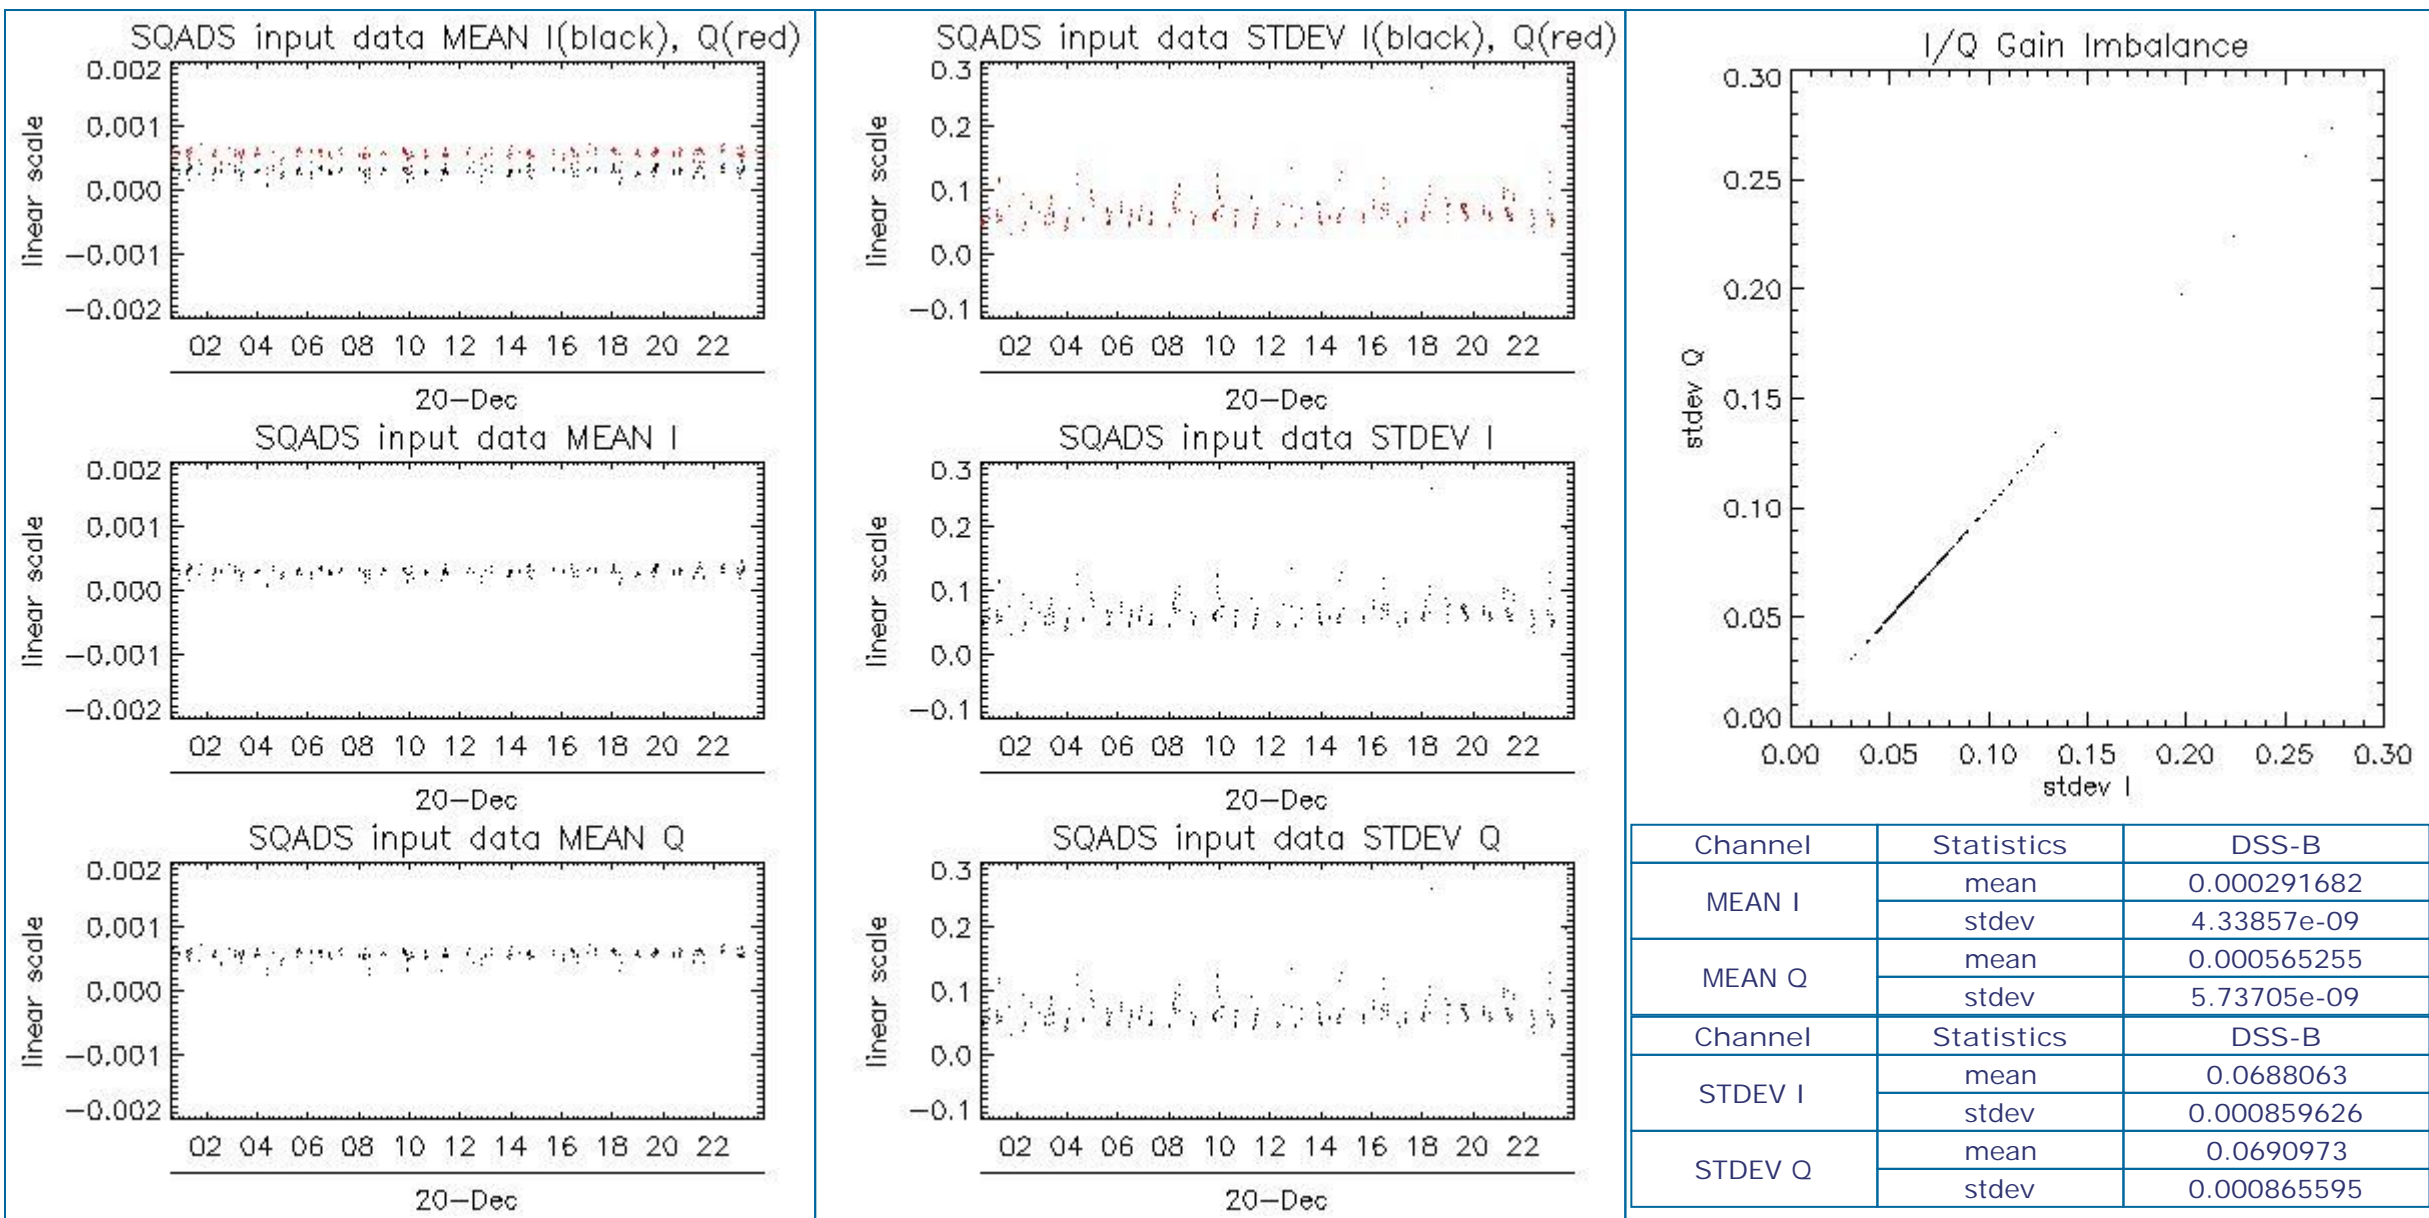 SQADS input data MEAN I(black), Q(red)
0.002
0.001
0.000
-0.001
-0.002
linear scale
02 04 06 08 10 12 14 16 18 20 22
20-Dec
SQADS input data MEAN I
0.002
0.001
0.000
-0.001
-0.002
linear scale
02 04 06 08 10 12 14 16 18 20 22
20-Dec
SQADS input data MEAN Q
0.002
0.001
0.000
-0.001
-0.002
linear scale
02 04 06 08 10 12 14 16 18 20 22
20-Dec
SQADS input data STDEV I(black), Q(red)
0.3
0.2
0.1
0.0
-0.1
linear scale
02 04 06 08 10 12 14 16 18 20 22
20-Dec
SQADS input data STDEV I
0.3
0.2
0.1
0.0
-0.1
linear scale
02 04 06 08 10 12 14 16 18 20 22
20-Dec
SQADS input data STDEV Q
0.3
0.2
0.1
0.0
-0.1
linear scale
02 04 06 08 10 12 14 16 18 20 22
20-Dec
I/Q Gain Imbalance
0.30
0.25
0.20
0.15
0.10
0.05
0.00
stdev Q
0.00 0.05 0.10 0.15 0.20 0.25 0.30
stdev I
Channel Statistics DSS-B
MEAN I mean 0.000291682
stdev 4.33857e-09
MEAN Q mean 0.000565255
stdev 5.73705e-09
Channel Statistics DSS-B
STDEV I mean 0.0688063
stdev 0.000859626
STDEV Q mean 0.0690973
stdev 0.000865595